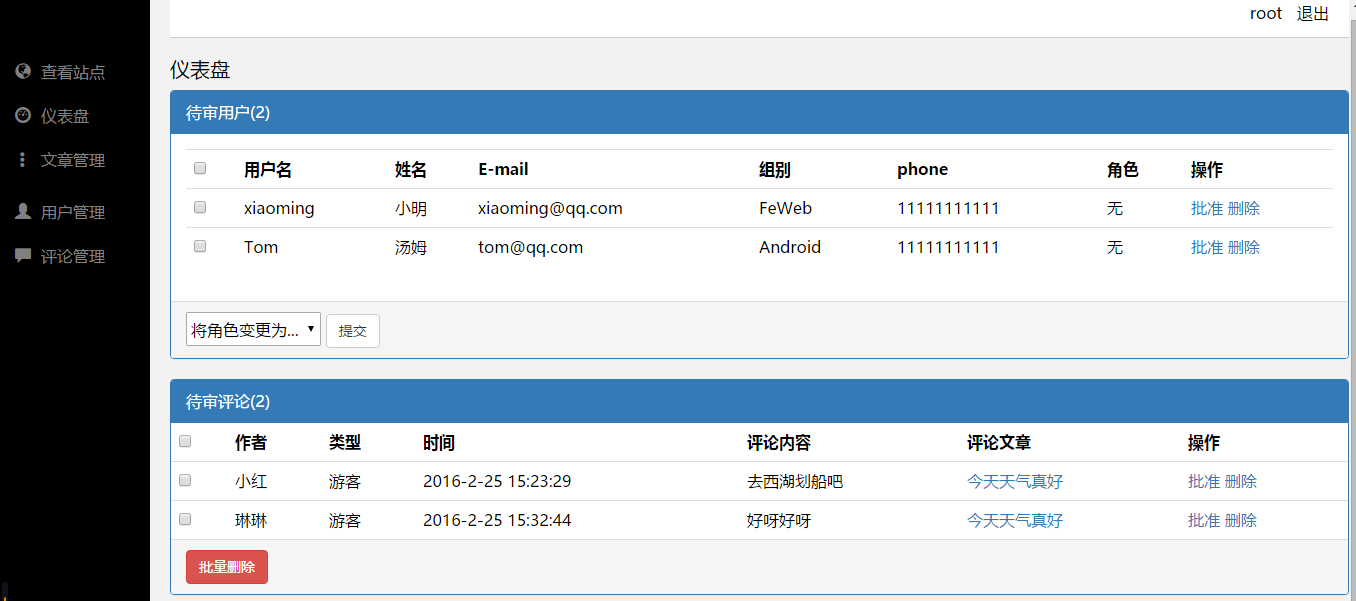 root 退出
查看站点
仪表盘
文章管理
用户管理
评论管理
仪表盘
待审用户(2)
用户名 姓名 E-mail 组别 phone 角色 操作
xiaoming 小明 xiaoming@qq.com FeWeb 11111111111 无 批准 删除
Tom 汤姆 tom@qq.com Android 11111111111 无 批准 删除
将角色变更为... 提交
待审评论(2)
作者 类型 时间 评论内容 评论文章 操作
小红 游客 2016-2-25 15:23:29 去西湖划船吧 今天天气真好 批准 删除
琳琳 游客 2016-2-25 15:32:44 好呀好呀 今天天气真好 批准 删除
批量删除